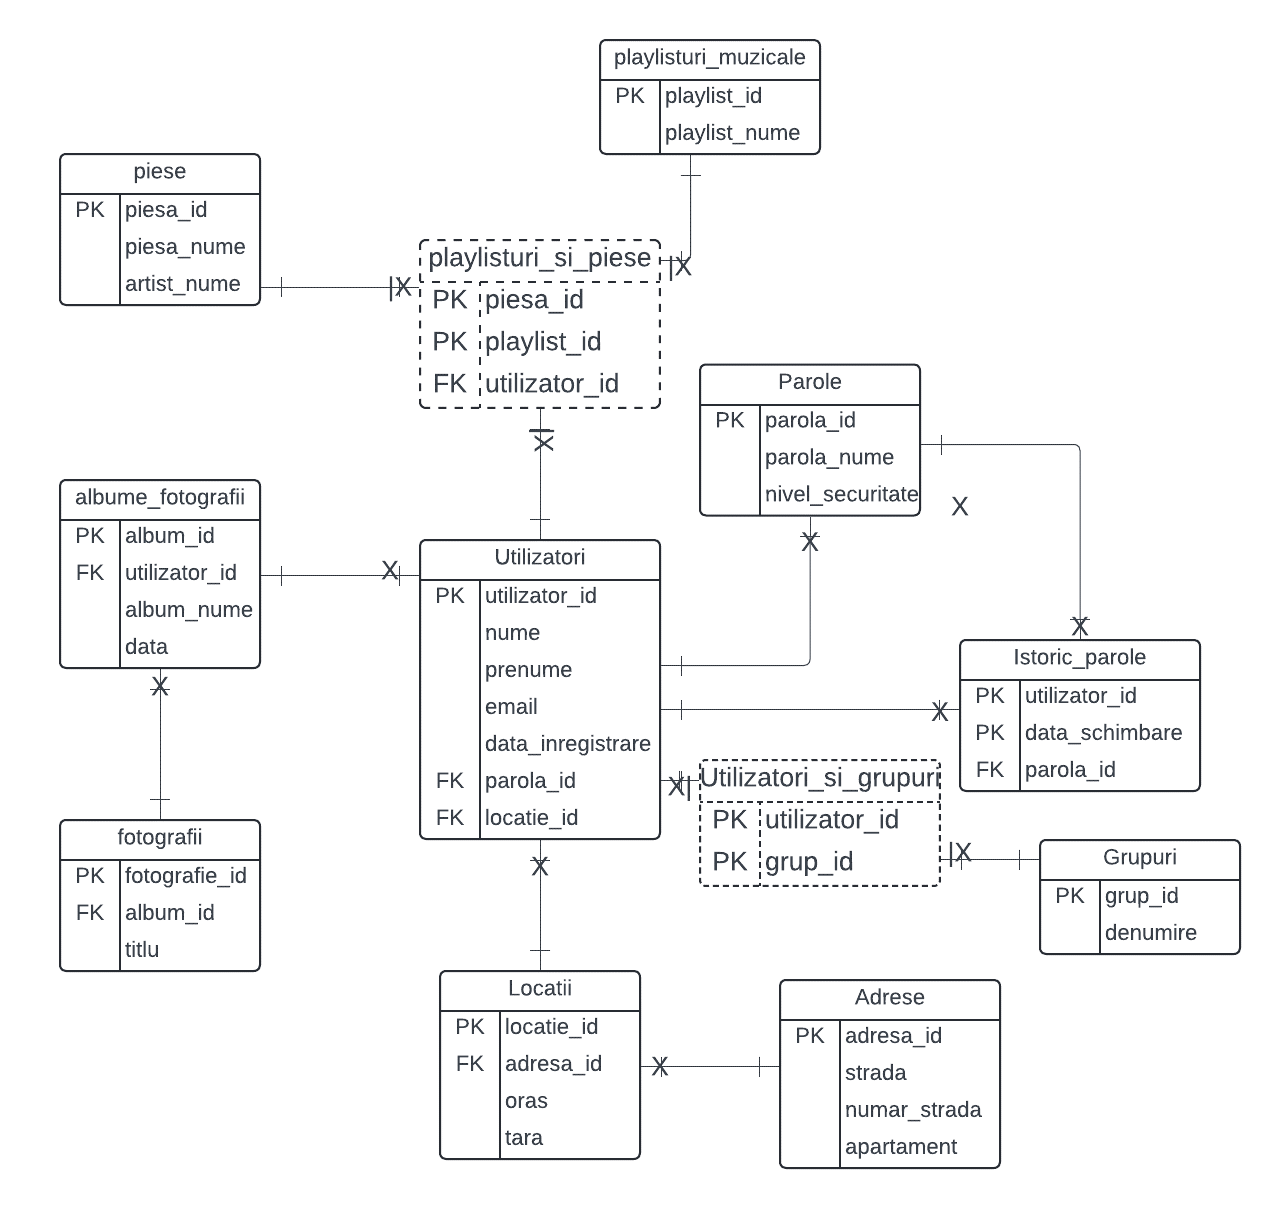 playlisturi_muzicale
PK playlist_id
playlist_nume
piese
PK piesa_id
piesa_nume
artist_nume
playlisturi_si_piese
PK piesa_id
PK playlist_id
FK utilizator_id
|X
|X
X|
Parole
PK parola_id
parola_nume
nivel_securitate
X
X
albume_fotografii
PK album_id
FK utilizator_id
album_nume
data
X
X
Utilizatori
PK utilizator_id
nume
prenume
email
data_inregistrare
FK parola_id
FK locatie_id
X
X
Istoric_parole
PK utilizator_id
PK data_schimbare
FK parola_id
X|
Utilizatori_si_grupuri
PK utilizator_id
PK grup_id
|X
Grupuri
PK grup_id
denumire
fotografii
PK fotografie_id
FK album_id
titlu
X
Locatii
PK locatie_id
FK adresa_id
oras
tara
X
Adrese
PK adresa_id
strada
numar_strada
apartament